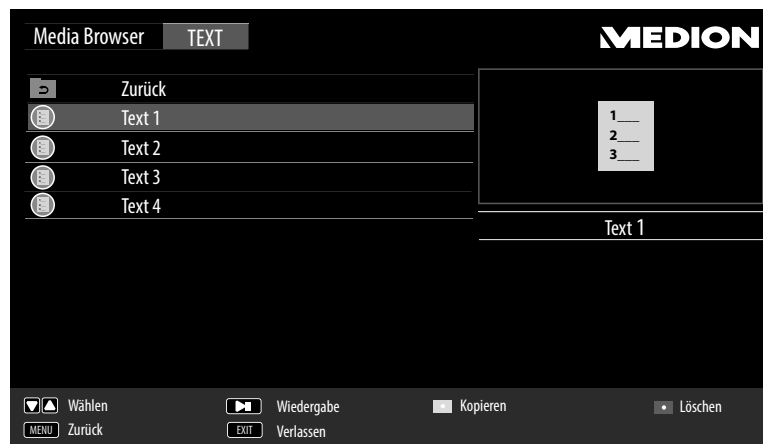 Media Browser TEXT MEDION
Zurück
Text 1
Text 2
Text 3
Text 4
1___
2___
3___
Text 1
Wählen Wiedergabe Kopieren Löschen
MENU Zurück EXIT Verlassen